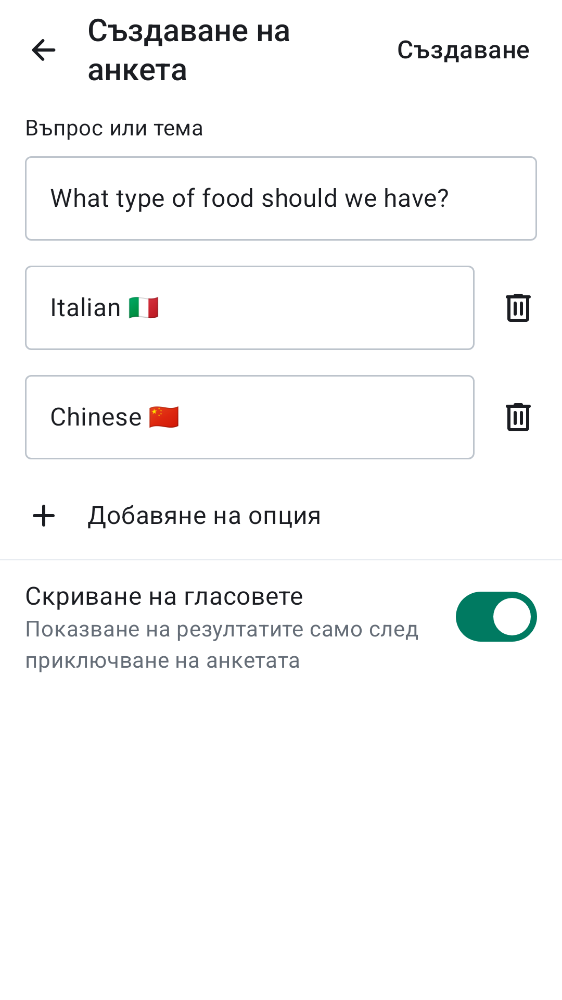 Създаване на
анкета
Създаване
Въпрос или тема
What type of food should we have?
Italian 🇮🇹
Chinese 🇨🇳
Добавяне на опция
Скриване на гласовете
Показване на резултатите само след
приключване на анкетата